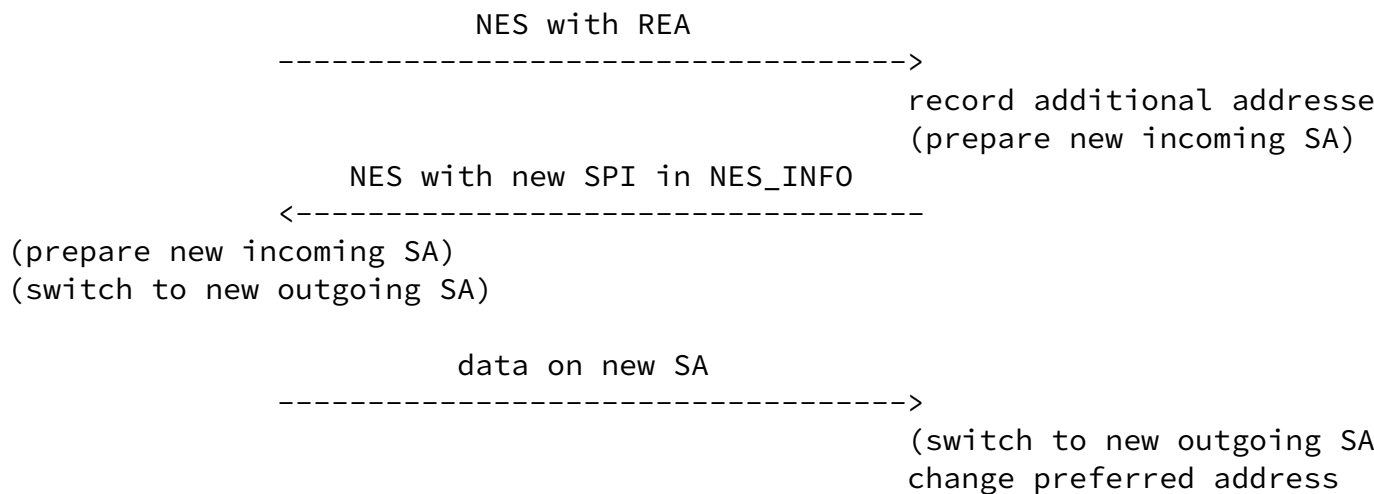 NES with REA
----------------------------------->
record additional addresse
(prepare new incoming SA)
NES with new SPI in NES_INFO
<-----------------------------------
(prepare new incoming SA)
(switch to new outgoing SA)
data on new SA
----------------------------------->
(switch to new outgoing SA
change preferred address